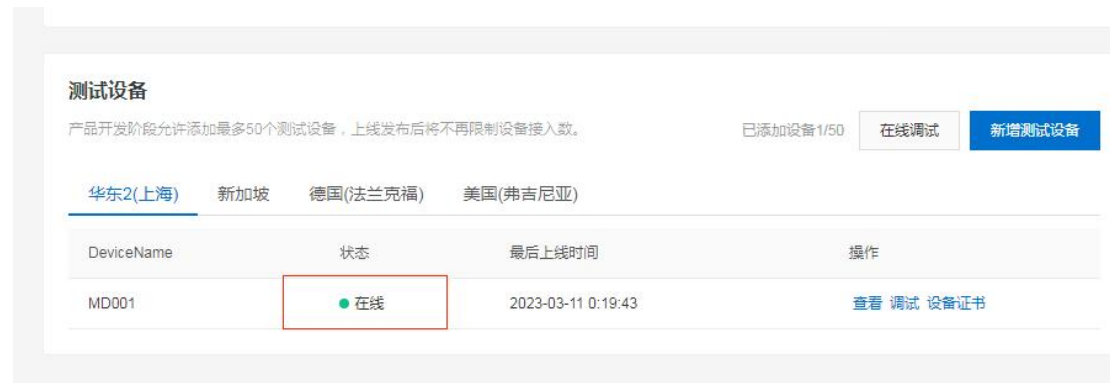 测试设备
产品开发阶段允许添加最多50个测试设备，上线发布后将不再限制设备接入数。 已添加设备1/50 在线调试 新增测试设备
华东2(上海) 新加坡 德国(法兰克福) 美国(弗吉尼亚)
DeviceName 状态 最后上线时间 操作
MD001 在线 2023-03-11 0:19:43 查看 调试 设备证书